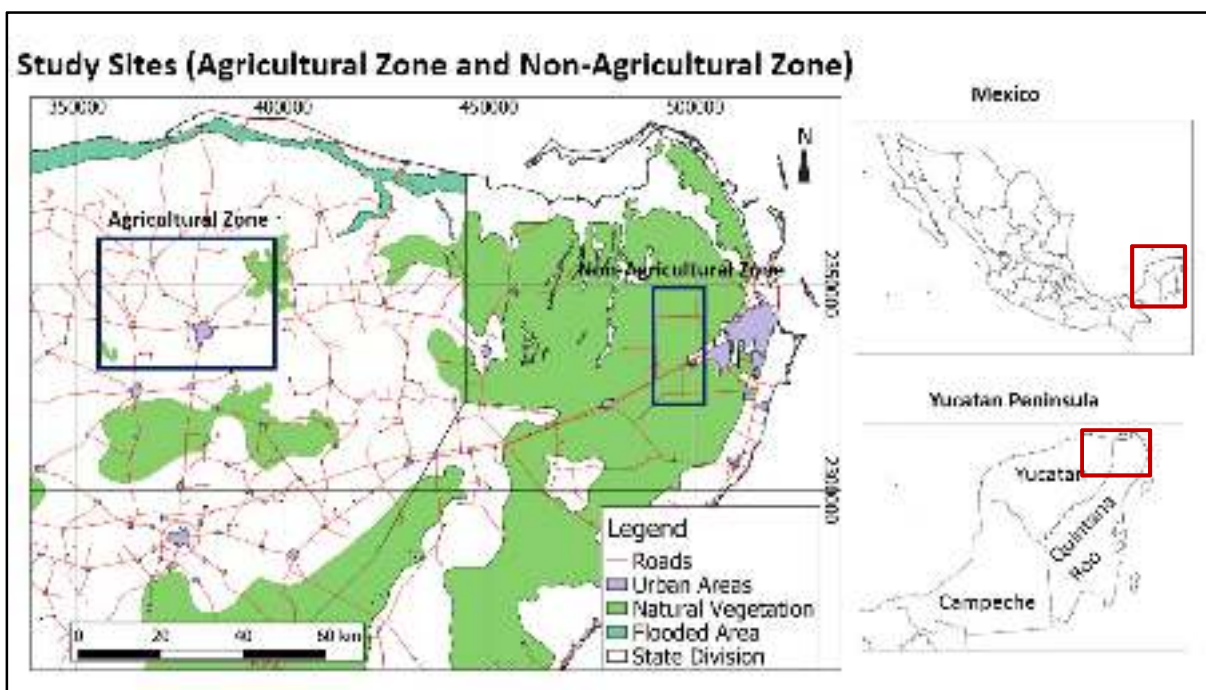 Study Sites (Agricultural Zone and Non-Agricultural Zone)
350000 400000 450000 500000
N
Agricultural Zone
Non-Agricultural Zone
2350000
2300000
Legend
Roads
Urban Areas
Natural Vegetation
Flooded Area
State Division
0 20 40 60 km
Mexico
Yucatan Peninsula
Yucatan
Quintana
Roo
Campeche